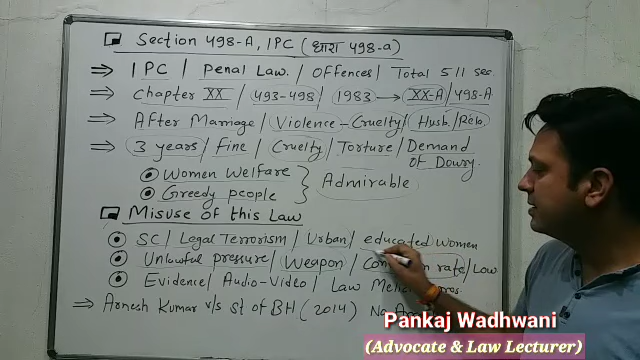 Section 498-A, IPC (धारा 498-a)
⇒ IPC / Penal Law. / Offences / Total 511 sec.
⇒ Chapter XX / 493-498 / 1983 → XX-A / 498-A
⇒ After Marriage / Violence - Cruelty / Husb. / Rela.
⇒ 3 years / Fine / Cruelty / Torture / Demand of Dowry.
Women Welfare
Greedy people } Admirable
Misuse of this Law
SC / Legal Terrorism / Urban / educated women
Unlawful pressure / Weapon / rate / Low
Evidence / Audio-Video / Law
⇒ Arnesh Kumar v/s St of BH (2014) No
Pankaj Wadhwani
(Advocate & Law Lecturer)